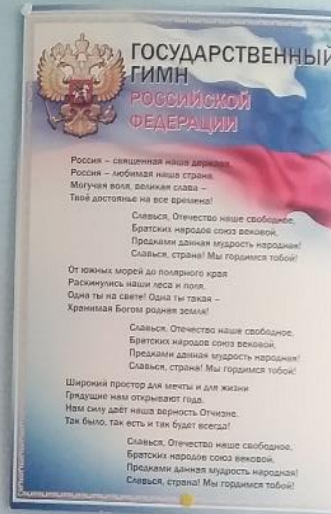 ГОСУДАРСТВЕННЫЙ
ГИМН
РОССИЙСКОЙ
ФЕДЕРАЦИИ
Россия – священная наша держава,
Россия – любимая наша страна.
Могучая воля, великая слава –
Твоё достоянье на все времена!
Славься, Отечество наше свободное,
Братских народов союз вековой,
Предками данная мудрость народная!
Славься, страна! Мы гордимся тобой!
От южных морей до полярного края
Раскинулись наши леса и поля.
Одна ты на свете! Одна ты такая –
Хранимая Богом родная земля!
Славься, Отечество наше свободное,
Братских народов союз вековой,
Предками данная мудрость народная!
Славься, страна! Мы гордимся тобой!
Широкий простор для мечты и для жизни
Грядущие нам открывают года.
Нам силу даёт наша верность Отчизне.
Так было, так есть и так будет всегда!
Славься, Отечество наше свободное,
Братских народов союз вековой,
Предками данная мудрость народная!
Славься, страна! Мы гордимся тобой!